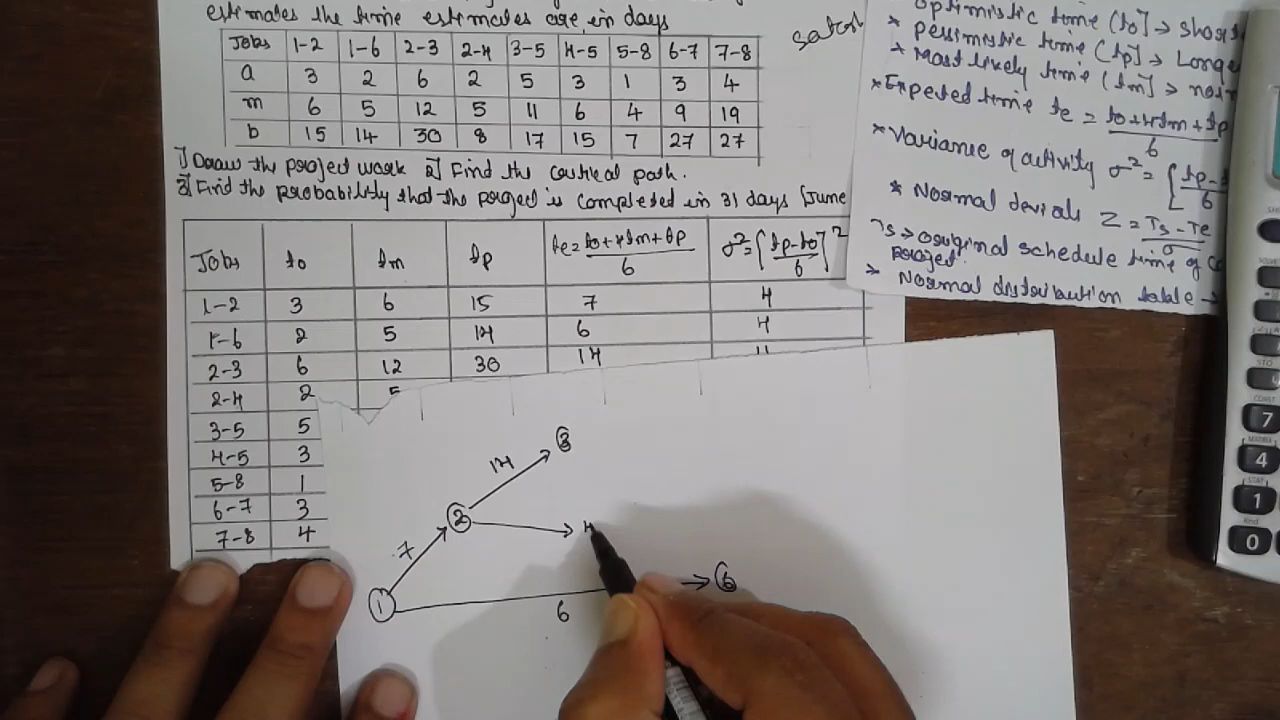 estimates the time estimates are in days
Jobs 1-2 1-6 2-3 2-4 3-5 4-5 5-8 6-7 7-8
a 3 2 6 2 5 3 1 3 4
m 6 5 12 5 11 6 4 9 19
b 15 14 30 8 17 15 7 27 27
1) Draw the project work 2) Find the critical path.
3) Find the probability that the project is completed in 31 days (June
Jobs to tm tp te = to+4tm+tp / 6 σ² = [tp-to / 6]²
1-2 3 6 15 7 4
1-6 2 5 14 6 4
2-3 6 12 30 14
2-4 2 5
3-5 5
4-5 3
5-8 1
6-7 3
7-8 4
optimistic time (to) →
* pessimistic time (tp) → Longe
* Most likely time (tm) →
* Expeted time te = to+4tm+tp / 6
* Variance of activity σ² = [tp- / 6
* Normal Z = Ts - Te / σ
Ts → original schedule time of
project.
* Normal distribution table →
3
14
2
4
7
6
1
6
7
4
1
0